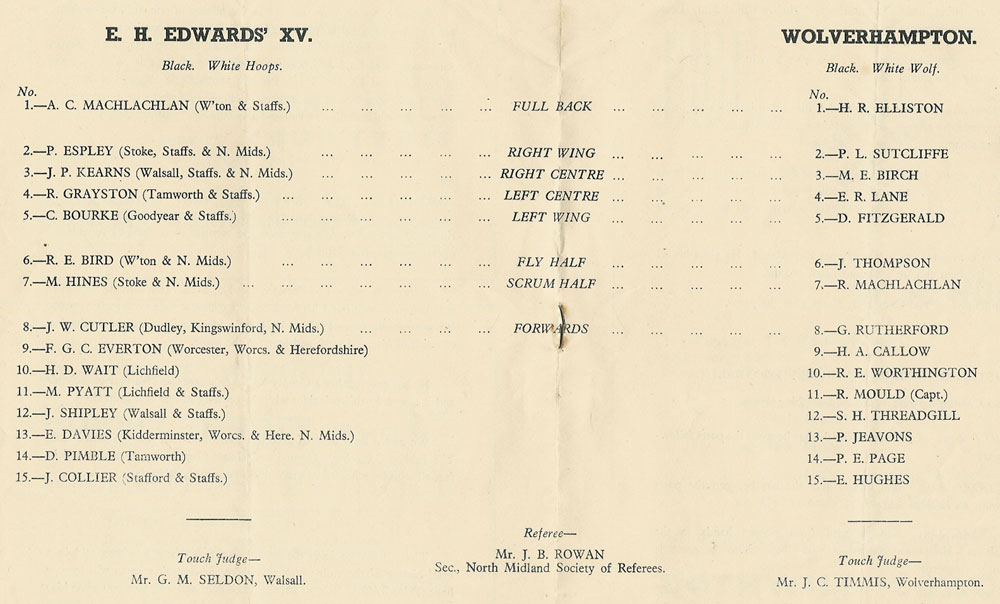 E. H. EDWARDS' XV. WOLVERHAMPTON.
Black. White Hoops. Black. White Wolf.
No. No.
1.—A. C. MACHLACHLAN (W'ton & Staffs.) ... ... ... ... ... FULL BACK ... ... ... ... ... 1.—H. R. ELLISTON
2.—P. ESPLEY (Stoke, Staffs. & N. Mids.) ... ... ... ... ... RIGHT WING ... ... ... ... ... 2.—P. L. SUTCLIFFE
3.—J. P. KEARNS (Walsall, Staffs. & N. Mids.) ... ... ... ... ... RIGHT CENTRE ... ... ... ... ... 3.—M. E. BIRCH
4.—R. GRAYSTON (Tamworth & Staffs.) ... ... ... ... ... ... LEFT CENTRE ... ... ... ... ... 4.—E. R. LANE
5.—C. BOURKE (Goodyear & Staffs.) ... ... ... ... ... ... LEFT WING ... ... ... ... ... 5.—D. FITZGERALD
6.—R. E. BIRD (W'ton & N. Mids.) ... ... ... ... ... ... FLY HALF ... ... ... ... ... 6.—J. THOMPSON
7.—M. HINES (Stoke & N. Mids.) ... ... ... ... ... ... ... SCRUM HALF ... ... ... ... ... 7.—R. MACHLACHLAN
8.—J. W. CUTLER (Dudley, Kingswinford, N. Mids.) ... ... ... ... FORWARDS ... ... ... ... ... 8.—G. RUTHERFORD
9.—F. G. C. EVERTON (Worcester, Worcs. & Herefordshire) 9.—H. A. CALLOW
10.—H. D. WAIT (Lichfield) 10.—R. E. WORTHINGTON
11.—M. PYATT (Lichfield & Staffs.) 11.—R. MOULD (Capt.)
12.—J. SHIPLEY (Walsall & Staffs.) 12.—S. H. THREADGILL
13.—E. DAVIES (Kidderminster, Worcs. & Here. N. Mids.) 13.—P. JEAVONS
14.—D. PIMBLE (Tamworth) 14.—P. E. PAGE
15.—J. COLLIER (Stafford & Staffs.) 15.—E. HUGHES
Referee—
Mr. J. B. ROWAN
Sec., North Midland Society of Referees.
Touch Judge— Touch Judge—
Mr. G. M. SELDON, Walsall. Mr. J. C. TIMMIS, Wolverhampton.